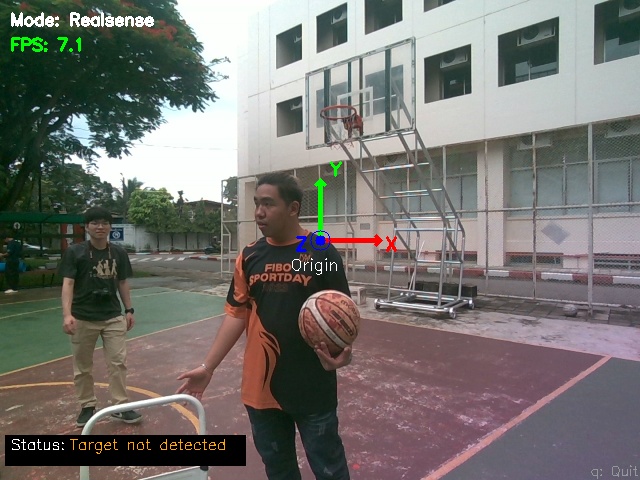 Mode: Realsense
FPS: 7.1
Y
Z
X
Origin
FIBO
SPORTDAY
Status: Target not detected
q: Quit